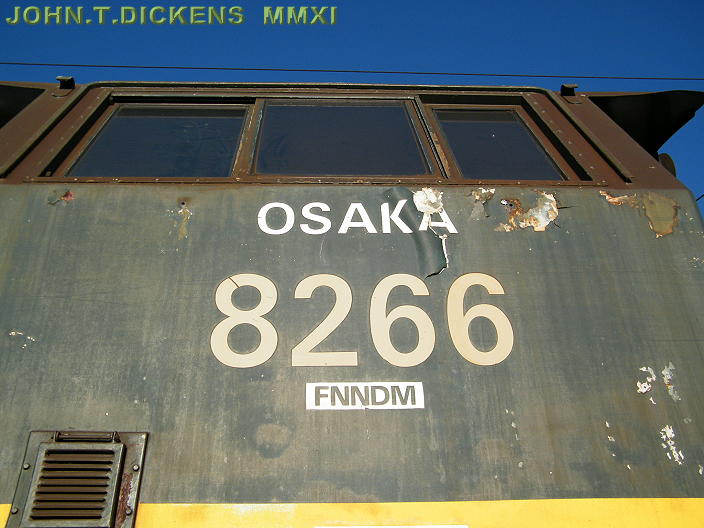 JOHN.T.DICKENS MMXI
OSAKA
8266
FNNDM